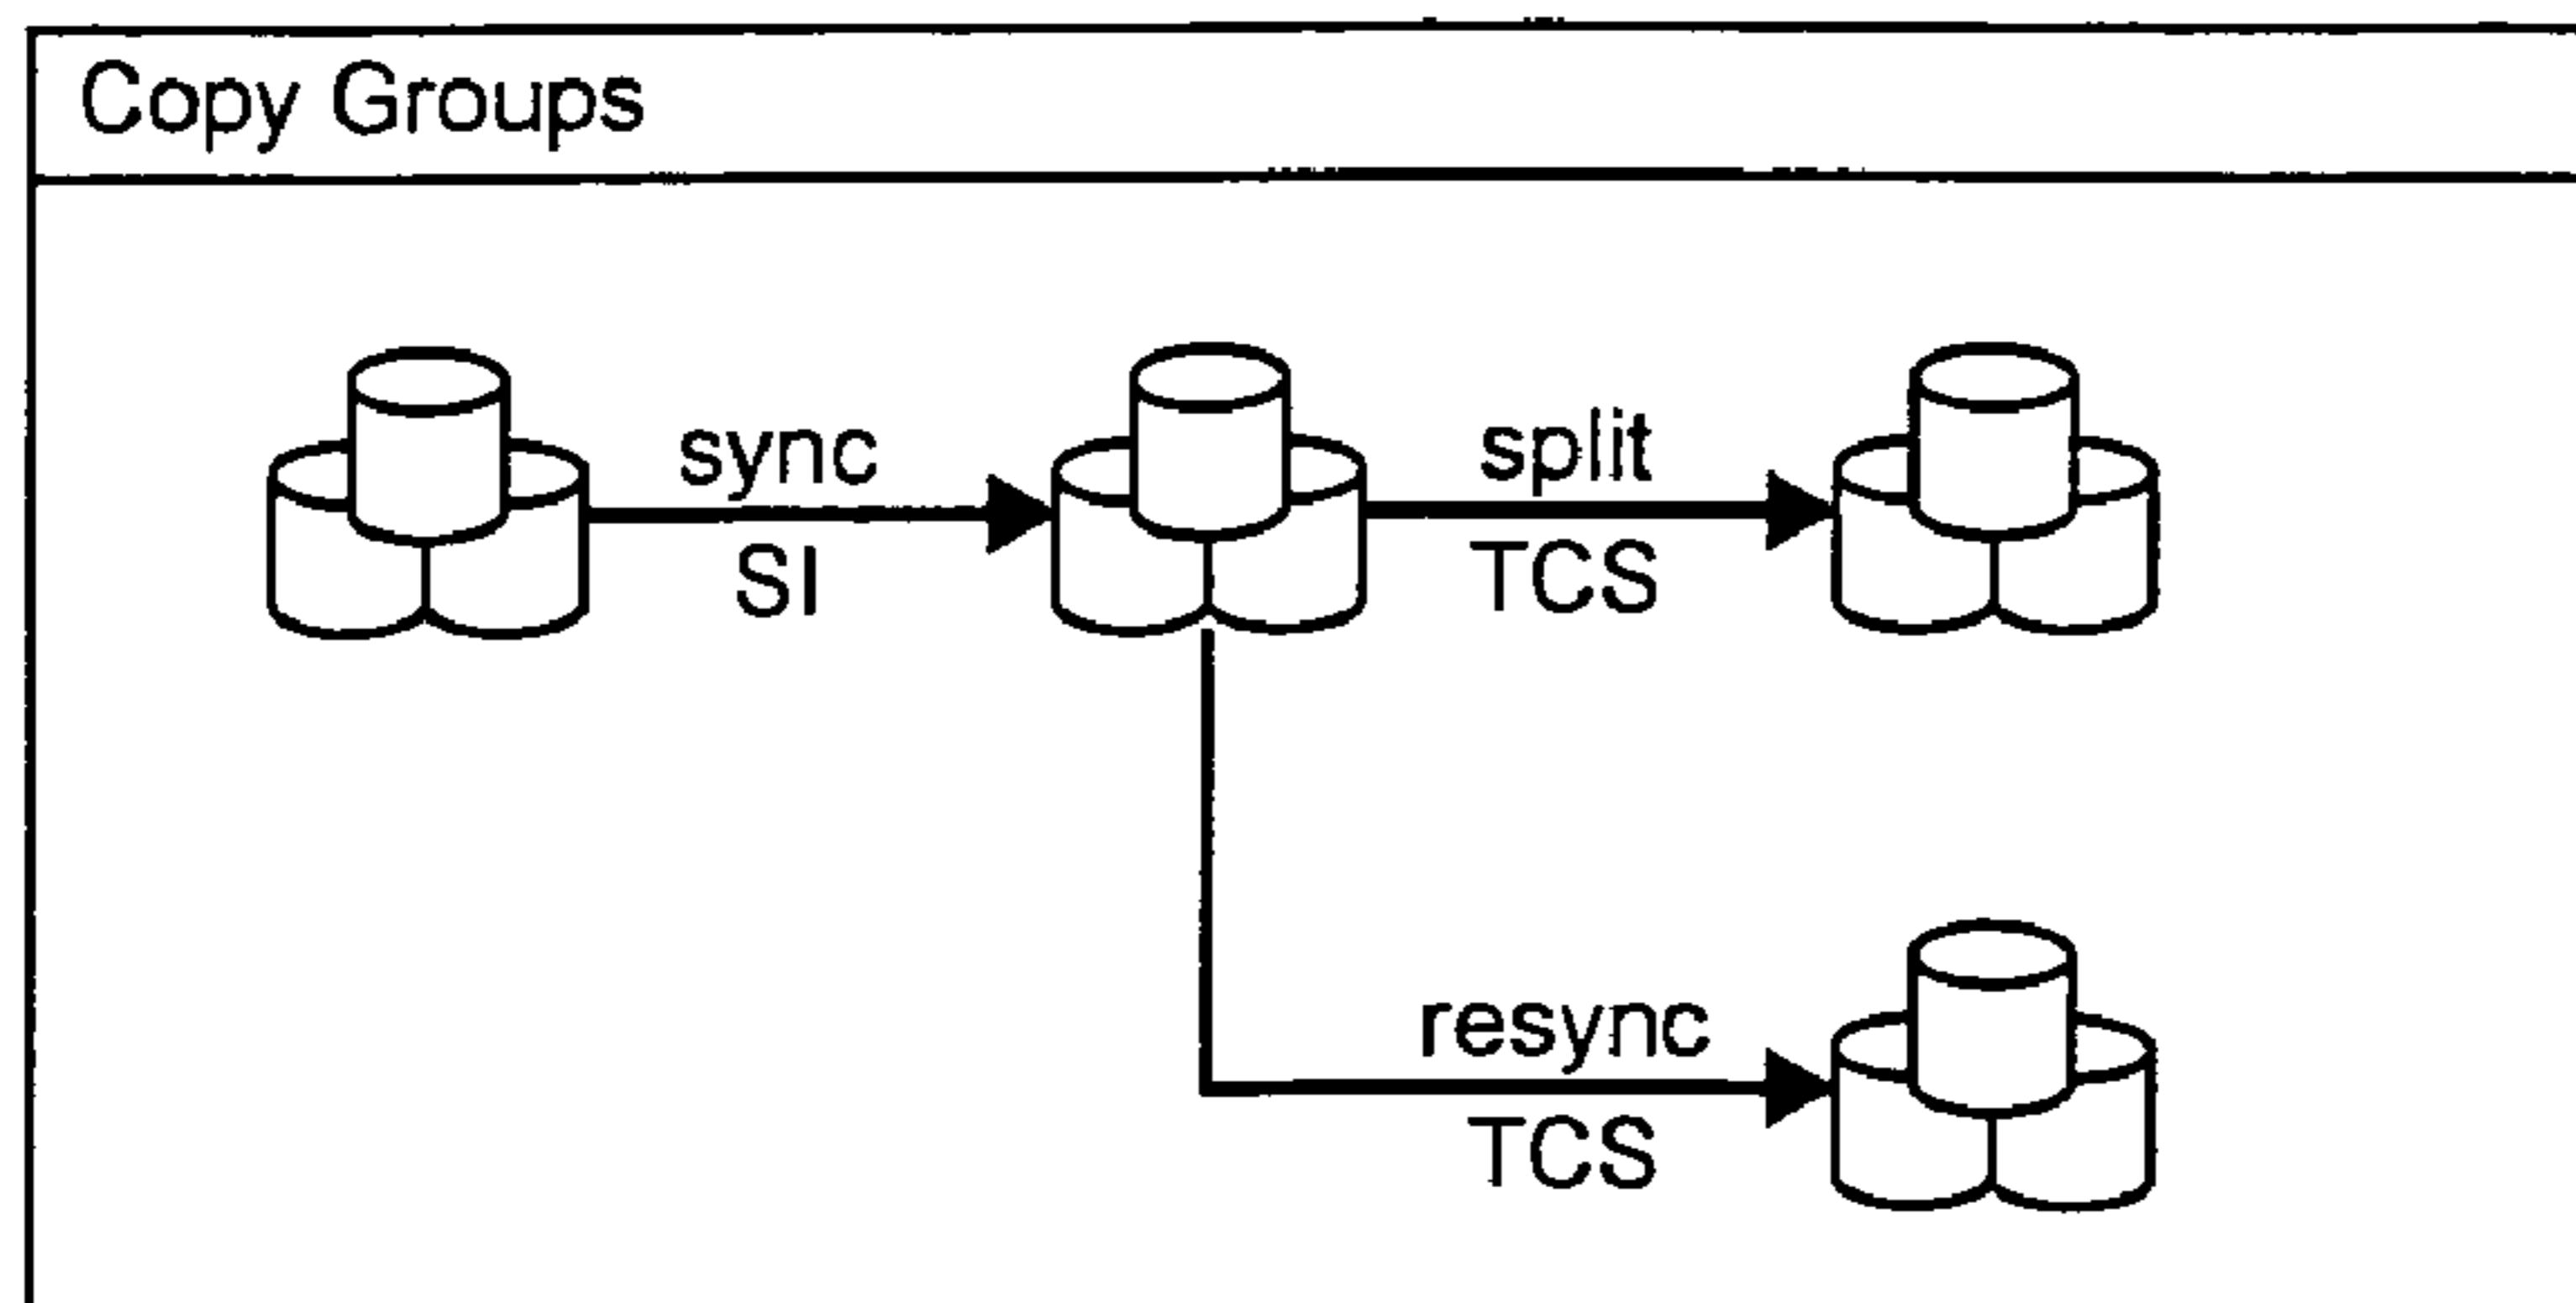 Copy Groups
sync
SI
split
TCS
resync
TCS